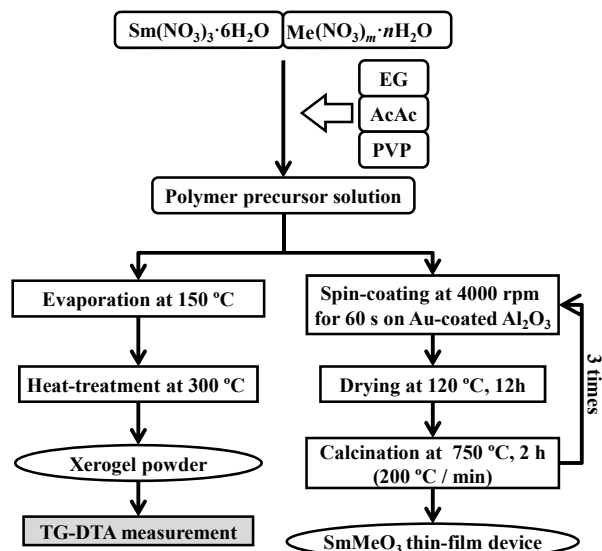 Sm(NO₃)₃·6H₂O
Me(NO₃)ₘ·nH₂O
EG
AcAc
PVP
Polymer precursor solution
Evaporation at 150 ºC
Heat-treatment at 300 ºC
Xerogel powder
TG-DTA measurement
Spin-coating at 4000 rpm
for 60 s on Au-coated Al₂O₃
Drying at 120 ºC, 12h
Calcination at 750 ºC, 2 h
(200 ºC / min)
3 times
SmMeO₃ thin-film device